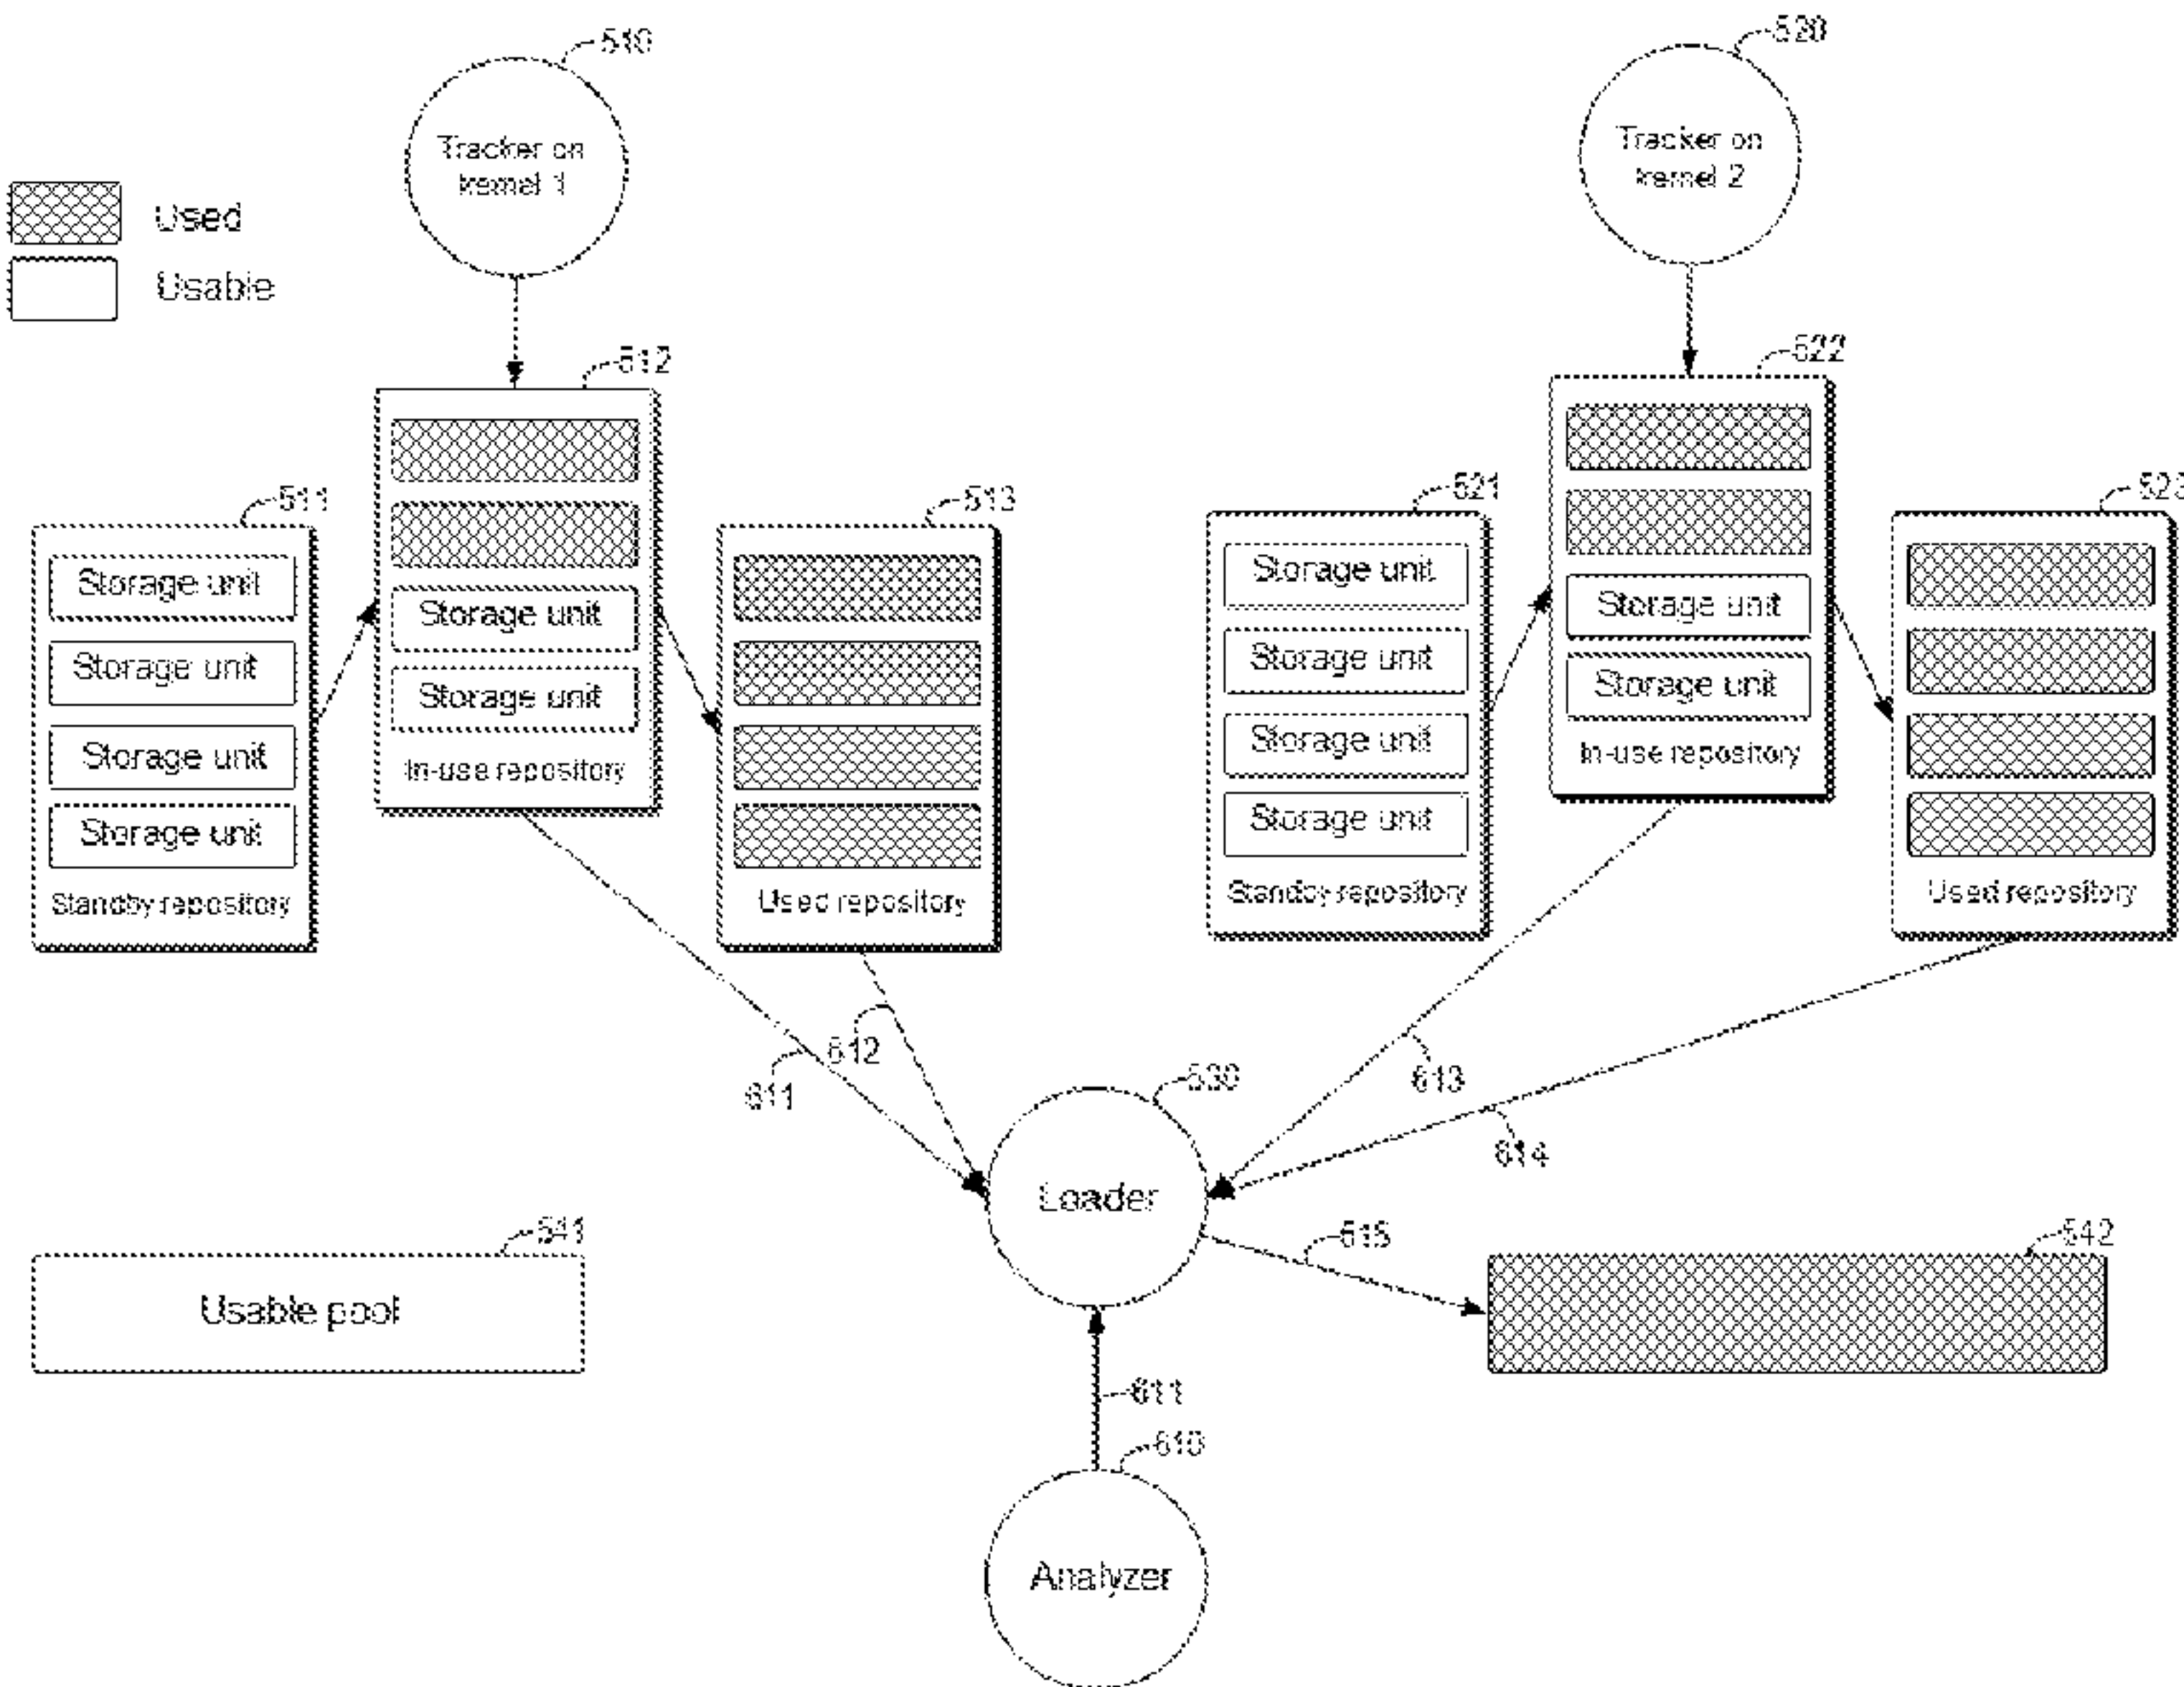 510
520
Tracker on
kernel 1
Tracker on
kernel 2
Used
Usable
512
522
511
513
521
523
Storage unit
Storage unit
Storage unit
Storage unit
Standby repository
Storage unit
Storage unit
In-use repository
Used repository
Storage unit
Storage unit
Storage unit
Storage unit
Standby repository
Storage unit
Storage unit
In-use repository
Used repository
612
611
613
614
530
Loader
541
Usable pool
615
542
611
610
Analyzer